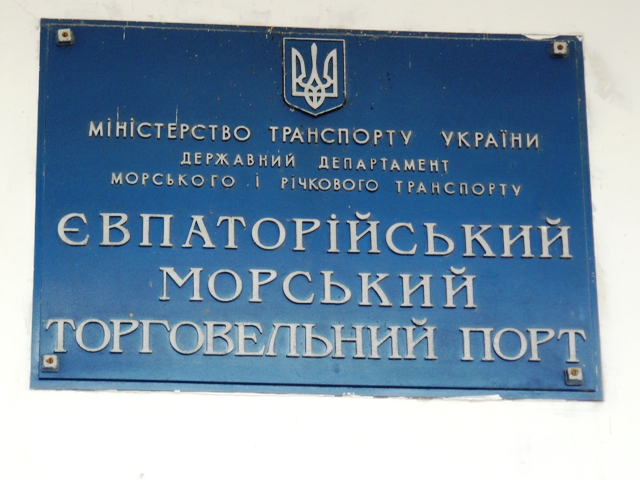 МІНІСТЕРСТВО ТРАНСПОРТУ УКРАЇНИ
ДЕРЖАВНИЙ ДЕПАРТАМЕНТ
МОРСЬКОГО І РІЧКОВОГО ТРАНСПОРТУ
ЄВПАТОРІЙСЬКИЙ
МОРСЬКИЙ
ТОРГОВЕЛЬНИЙ ПОРТ